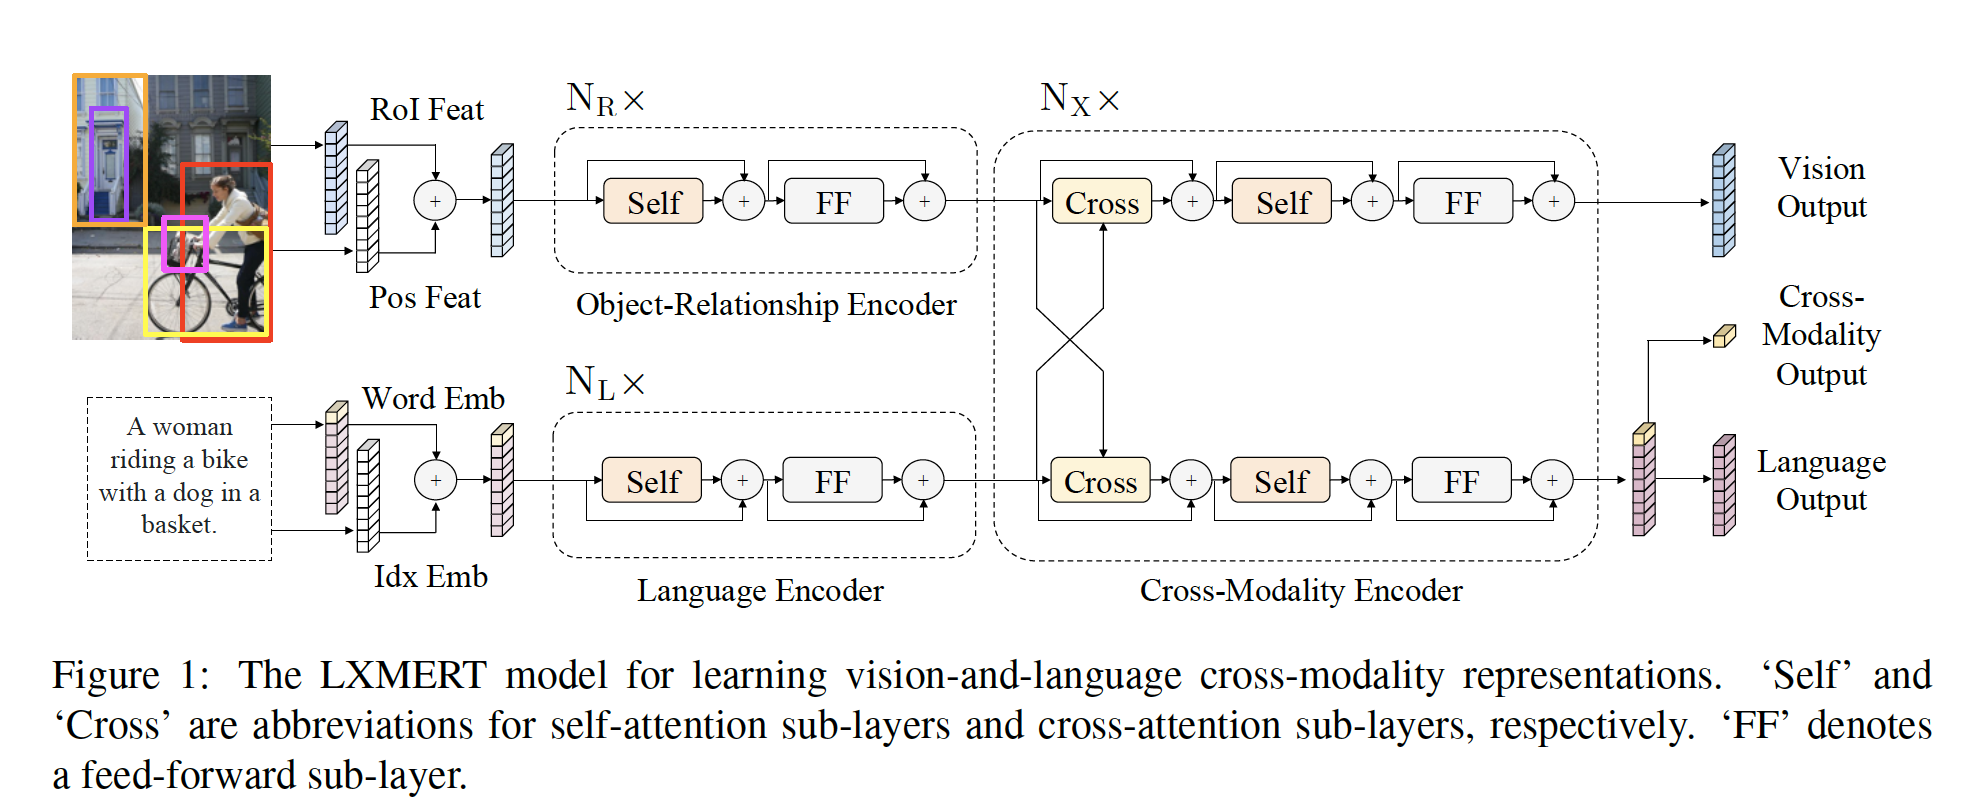 RoI Feat
Pos Feat
N_R ×
Self
+
FF
+
+
Object-Relationship Encoder
N_X ×
Cross
+
Self
+
FF
+
Vision
Output
Cross-
Modality
Output
A woman
riding a bike
with a dog in a
basket.
Word Emb
Idx Emb
+
N_L ×
Self
+
FF
+
Language Encoder
Cross
+
Self
+
FF
+
Cross-Modality Encoder
Language
Output
Figure 1: The LXMERT model for learning vision-and-language cross-modality representations. ‘Self’ and
‘Cross’ are abbreviations for self-attention sub-layers and cross-attention sub-layers, respectively. ‘FF’ denotes
a feed-forward sub-layer.